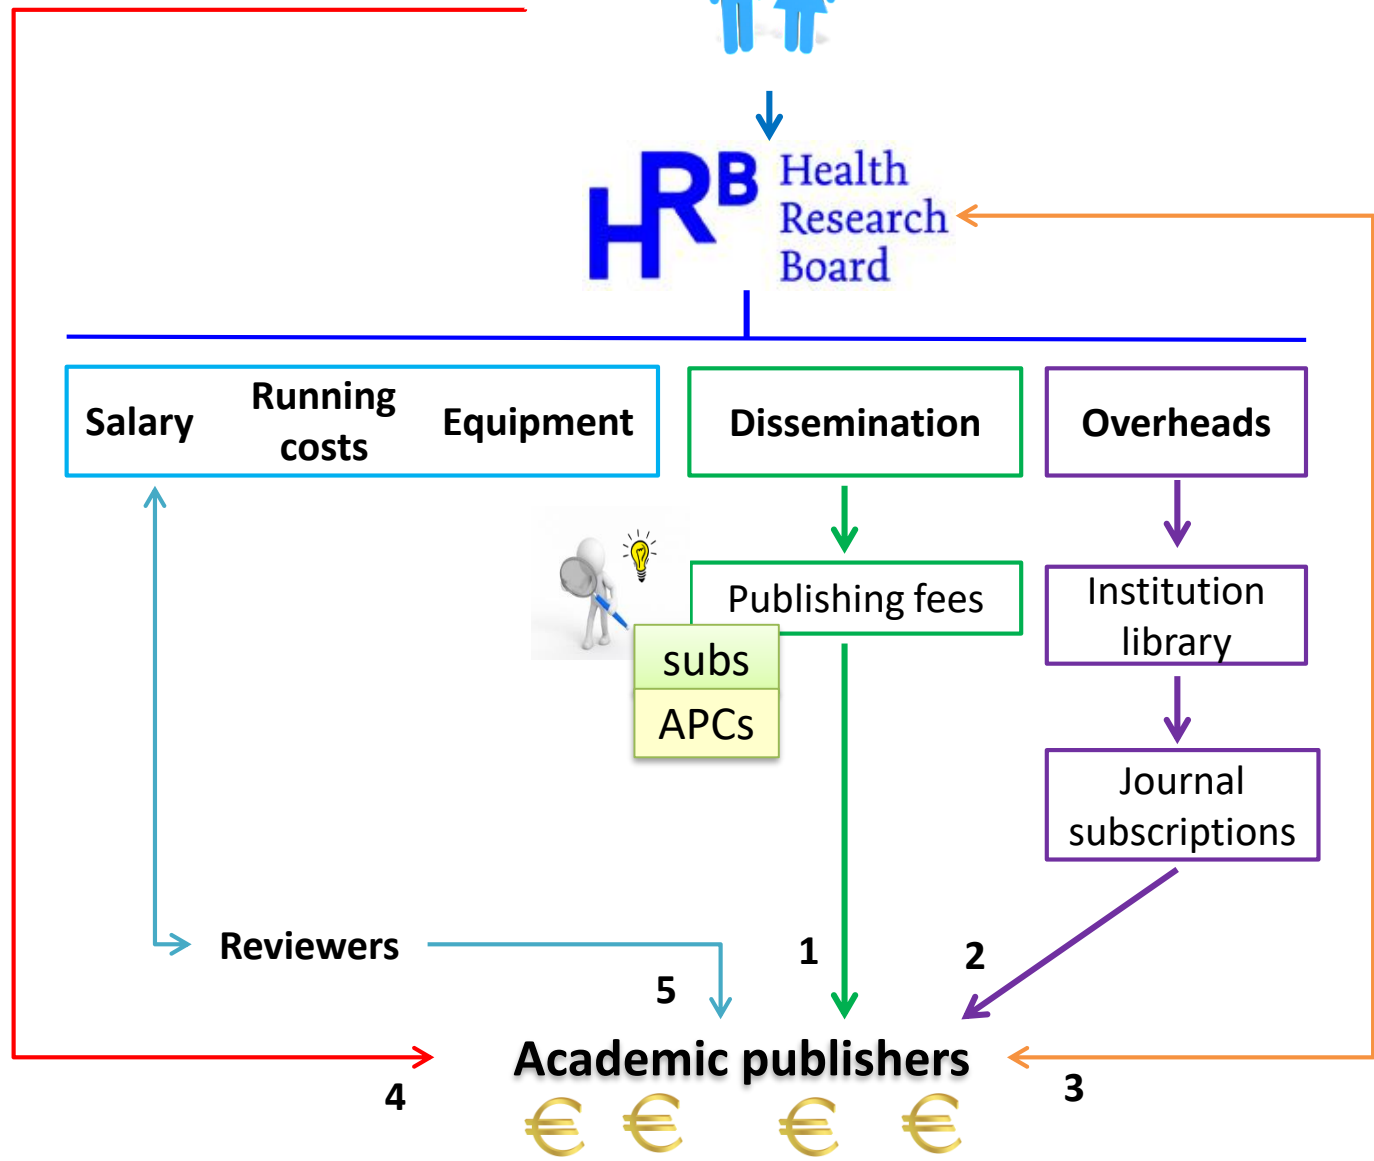 HRB
Health
Research
Board
Salary
Running
costs
Equipment
Dissemination
Overheads
Publishing fees
Institution
library
subs
APCs
Journal
subscriptions
Reviewers
1
2
5
Academic publishers
4
3
€ € € €